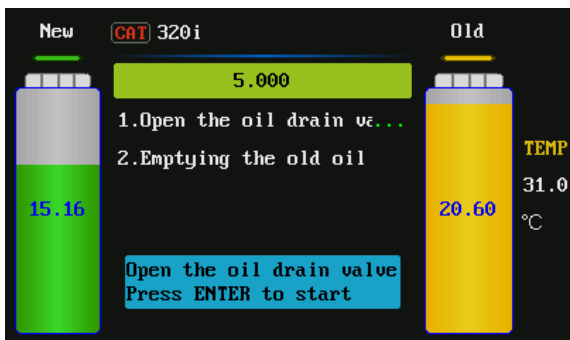 New
CAT 320i
Old
5.000
1.Open the oil drain va...
2.Emptying the old oil
TEMP
31.0
°C
15.16
20.60
Open the oil drain valve
Press ENTER to start